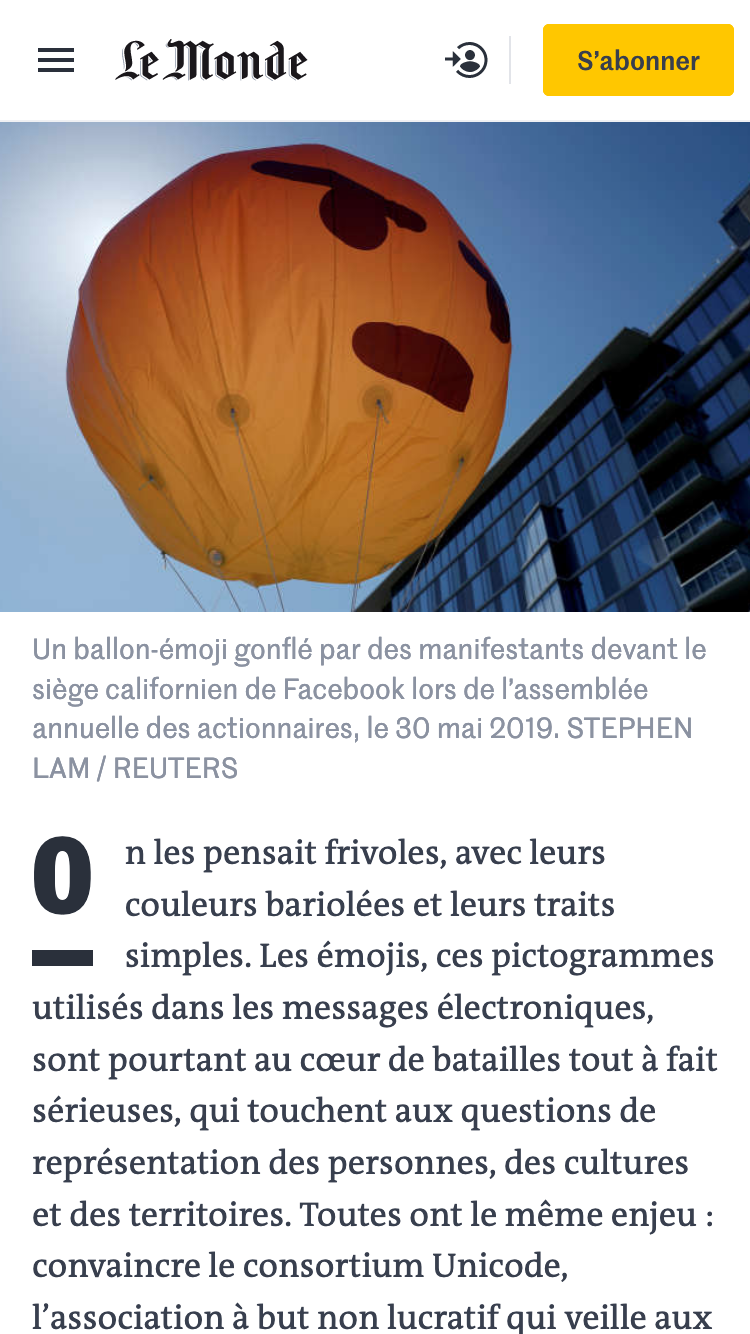 Le Monde
S’abonner
Un ballon-émoji gonflé par des manifestants devant le
siège californien de Facebook lors de l’assemblée
annuelle des actionnaires, le 30 mai 2019. STEPHEN
LAM / REUTERS
On les pensait frivoles, avec leurs
couleurs bariolées et leurs traits
simples. Les émojis, ces pictogrammes
utilisés dans les messages électroniques,
sont pourtant au cœur de batailles tout à fait
sérieuses, qui touchent aux questions de
représentation des personnes, des cultures
et des territoires. Toutes ont le même enjeu :
convaincre le consortium Unicode,
l’association à but non lucratif qui veille aux